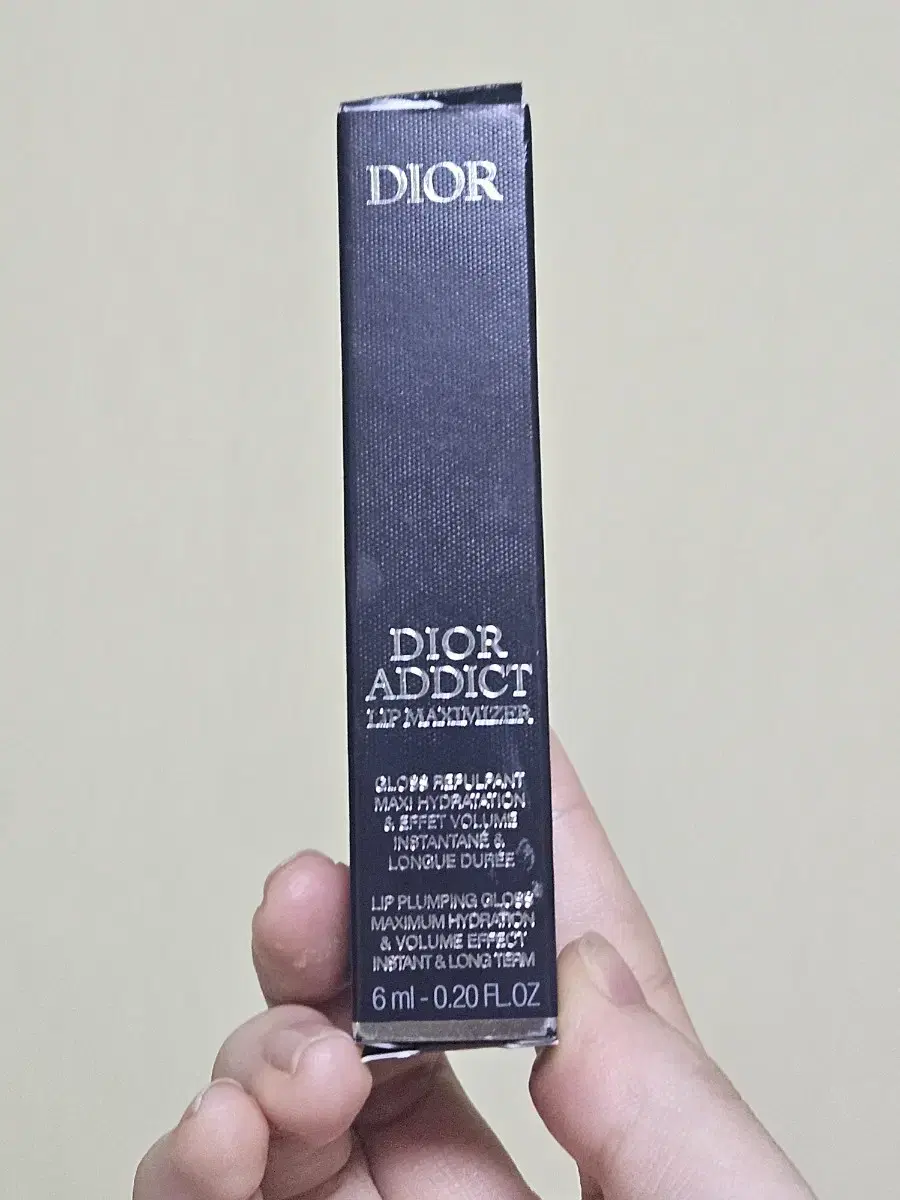 DIOR
DIOR
ADDICT
LIP MAXIMIZER
GLOSS REPULPANT
MAXI HYDRATATION
& EFFET VOLUME
INSTANTANÉ &
LONGUE DURÉE
LIP PLUMPING GLOSS
MAXIMUM HYDRATION
& VOLUME EFFECT
INSTANT & LONG TERM
6 ml - 0.20 FL.OZ